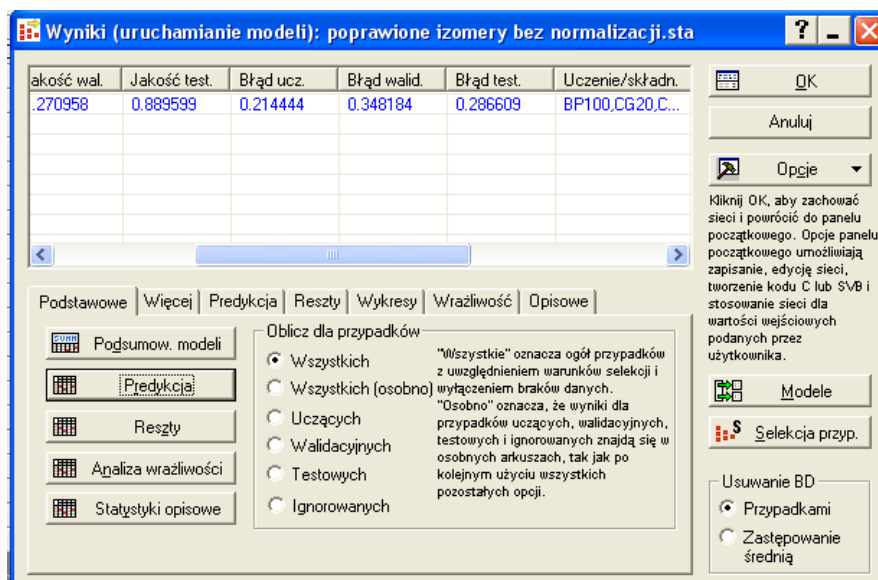 Wyniki (uruchamianie modeli): poprawione izomery bez normalizacji.sta
akość wal. Jakość test. Błąd ucz. Błąd walid. Błąd test. Uczenie/składn.
.270958 0.889599 0.214444 0.348184 0.286609 BP100,CG20,C...
OK
Anuluj
Opcje
Kliknij OK, aby zachować
sieci i powrócić do panelu
początkowego. Opcje panelu
początkowego umożliwiają
zapisanie, edycję sieci,
tworzenie kodu C lub SVB i
stosowanie sieci dla
wartości wejściowych
podanych przez
użytkownika.
Modele
Selekcja przyp.
Usuwanie BD
Przypadkami
Zastępowanie
średnią
Podstawowe Więcej Predykcja Reszty Wykresy Wrażliwość Opisowe
Podsumow. modeli
Predykcja
Reszty
Analiza wrażliwości
Statystyki opisowe
Oblicz dla przypadków
Wszystkich
Wszystkich (osobno)
Uczących
Walidacyjnych
Testowych
Ignorowanych
"Wszystkie" oznacza ogół przypadków
z uwzględnieniem warunków selekcji i
wyłączeniem braków danych.
"Osobno" oznacza, że wyniki dla
przypadków uczących, walidacyjnych,
testowych i ignorowanych znajdą się w
osobnych arkuszach, tak jak po
kolejnym użyciu wszystkich
pozostałych opcji.